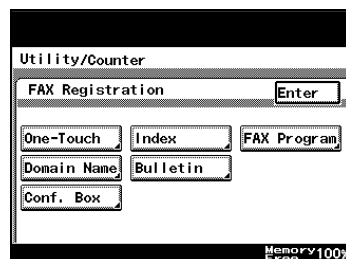 Utility/Counter
FAX Registration
Enter
One-Touch
Index
FAX Program
Domain Name
Bulletin
Conf. Box
Memory 100%
Free